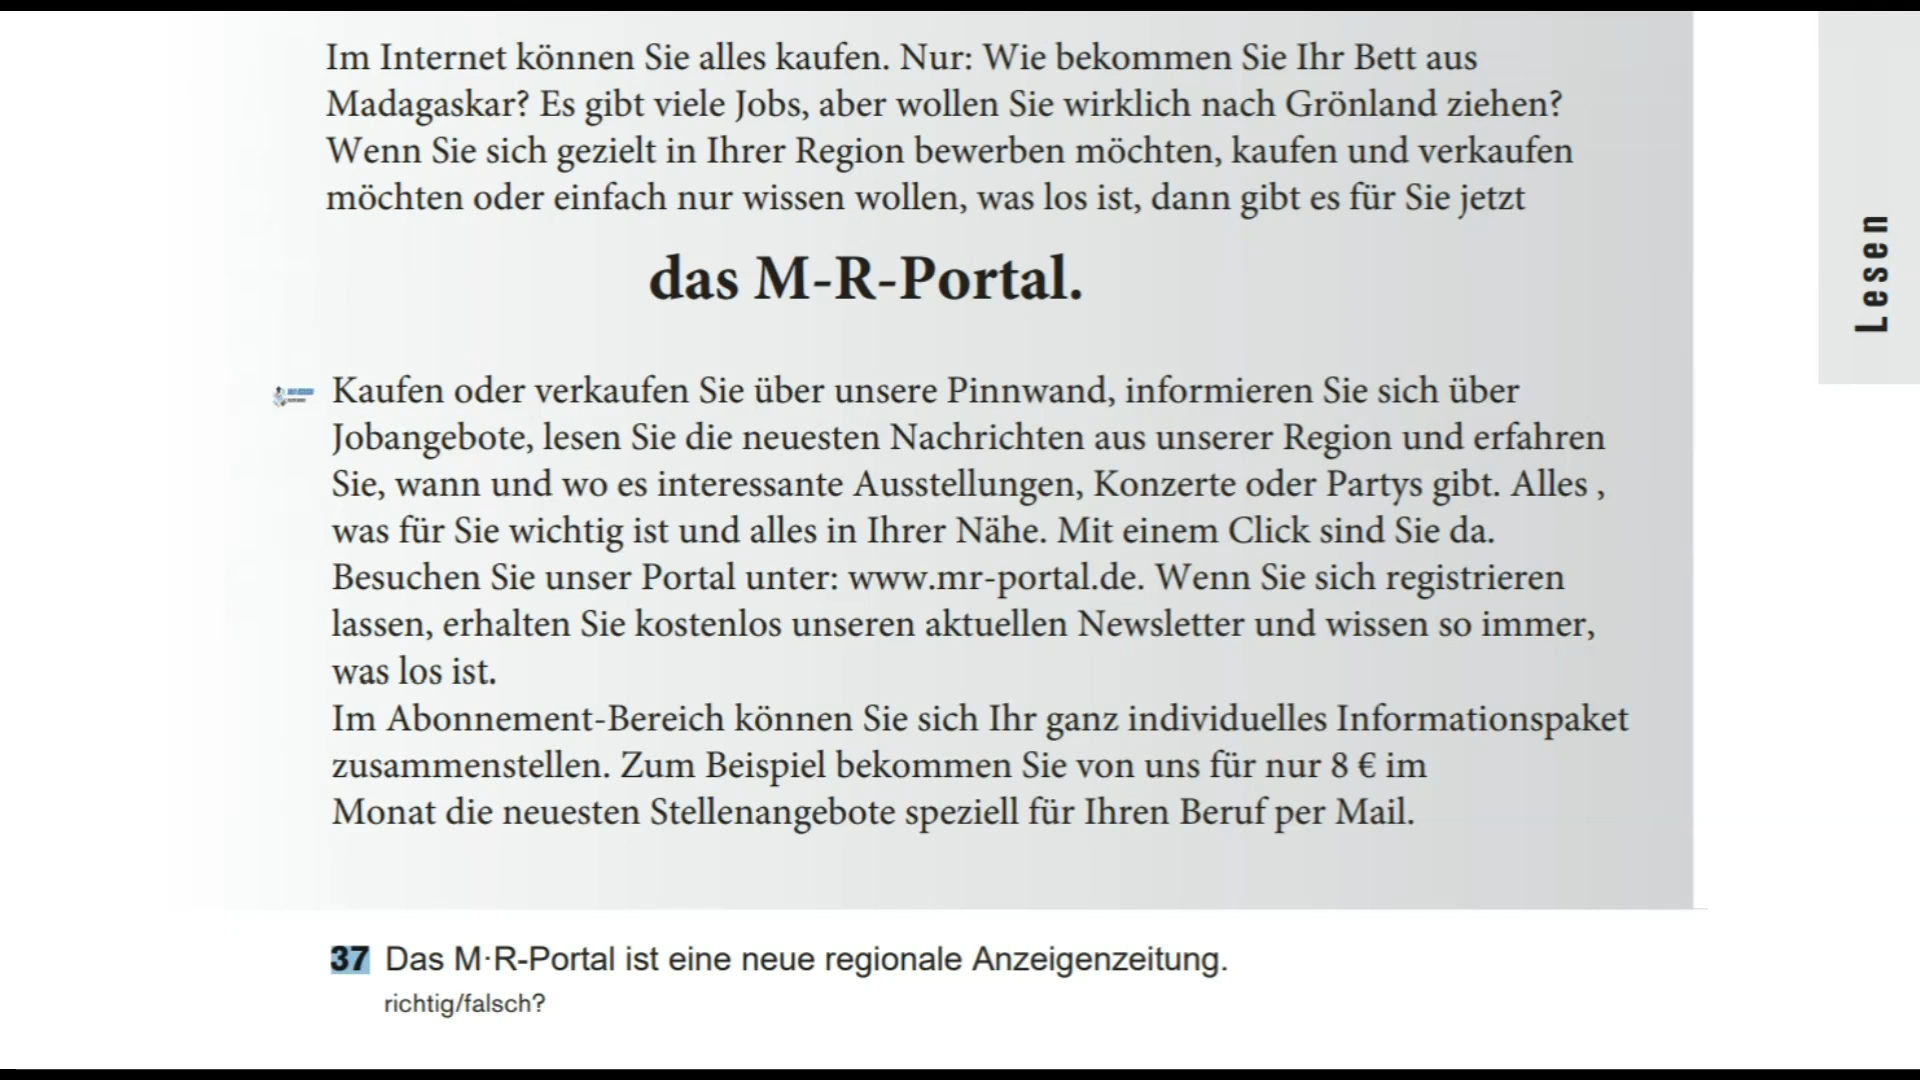 Im Internet können Sie alles kaufen. Nur: Wie bekommen Sie Ihr Bett aus
Madagaskar? Es gibt viele Jobs, aber wollen Sie wirklich nach Grönland ziehen?
Wenn Sie sich gezielt in Ihrer Region bewerben möchten, kaufen und verkaufen
möchten oder einfach nur wissen wollen, was los ist, dann gibt es für Sie jetzt
das M-R-Portal.
Kaufen oder verkaufen Sie über unsere Pinnwand, informieren Sie sich über
Jobangebote, lesen Sie die neuesten Nachrichten aus unserer Region und erfahren
Sie, wann und wo es interessante Ausstellungen, Konzerte oder Partys gibt. Alles ,
was für Sie wichtig ist und alles in Ihrer Nähe. Mit einem Click sind Sie da.
Besuchen Sie unser Portal unter: www.mr-portal.de. Wenn Sie sich registrieren
lassen, erhalten Sie kostenlos unseren aktuellen Newsletter und wissen so immer,
was los ist.
Im Abonnement-Bereich können Sie sich Ihr ganz individuelles Informationspaket
zusammenstellen. Zum Beispiel bekommen Sie von uns für nur 8 € im
Monat die neuesten Stellenangebote speziell für Ihren Beruf per Mail.
37 Das M·R-Portal ist eine neue regionale Anzeigenzeitung.
richtig/falsch?
Lesen